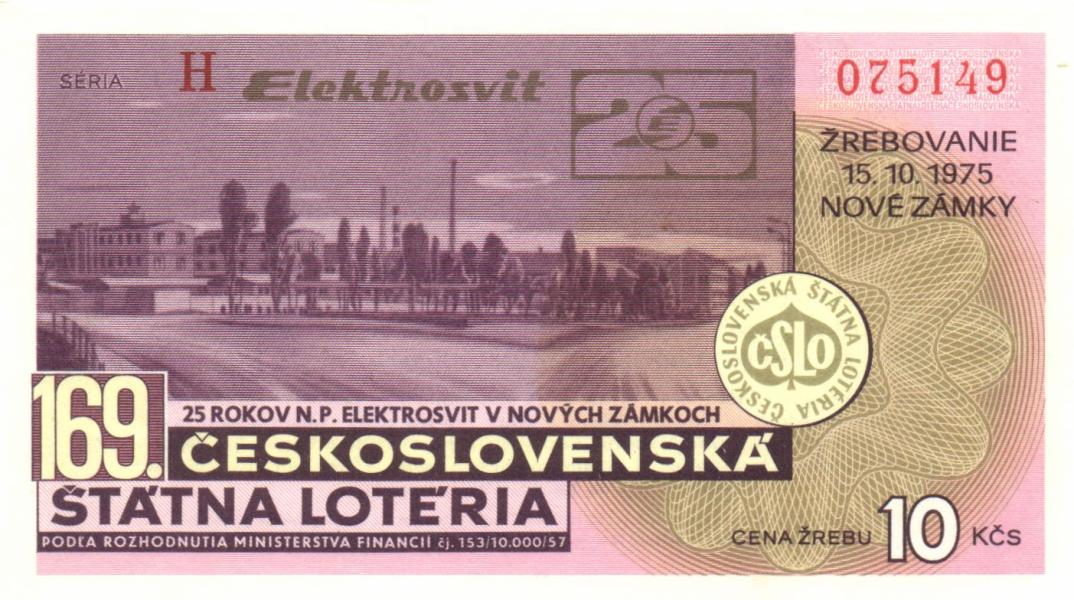 SÉRIA H Elektrosvit 25
075149
ŽREBOVANIE
15. 10. 1975
NOVÉ ZÁMKY
ČESKOSLOVENSKÁ ŠTÁTNA LOTÉRIA
ČSLO
169.
25 ROKOV N.P. ELEKTROSVIT V NOVÝCH ZÁMKOCH
ČESKOSLOVENSKÁ
ŠTÁTNA LOTÉRIA
PODĽA ROZHODNUTIA MINISTERSTVA FINANCIÍ čj. 153/10.000/57
CENA ŽREBU 10 KČS